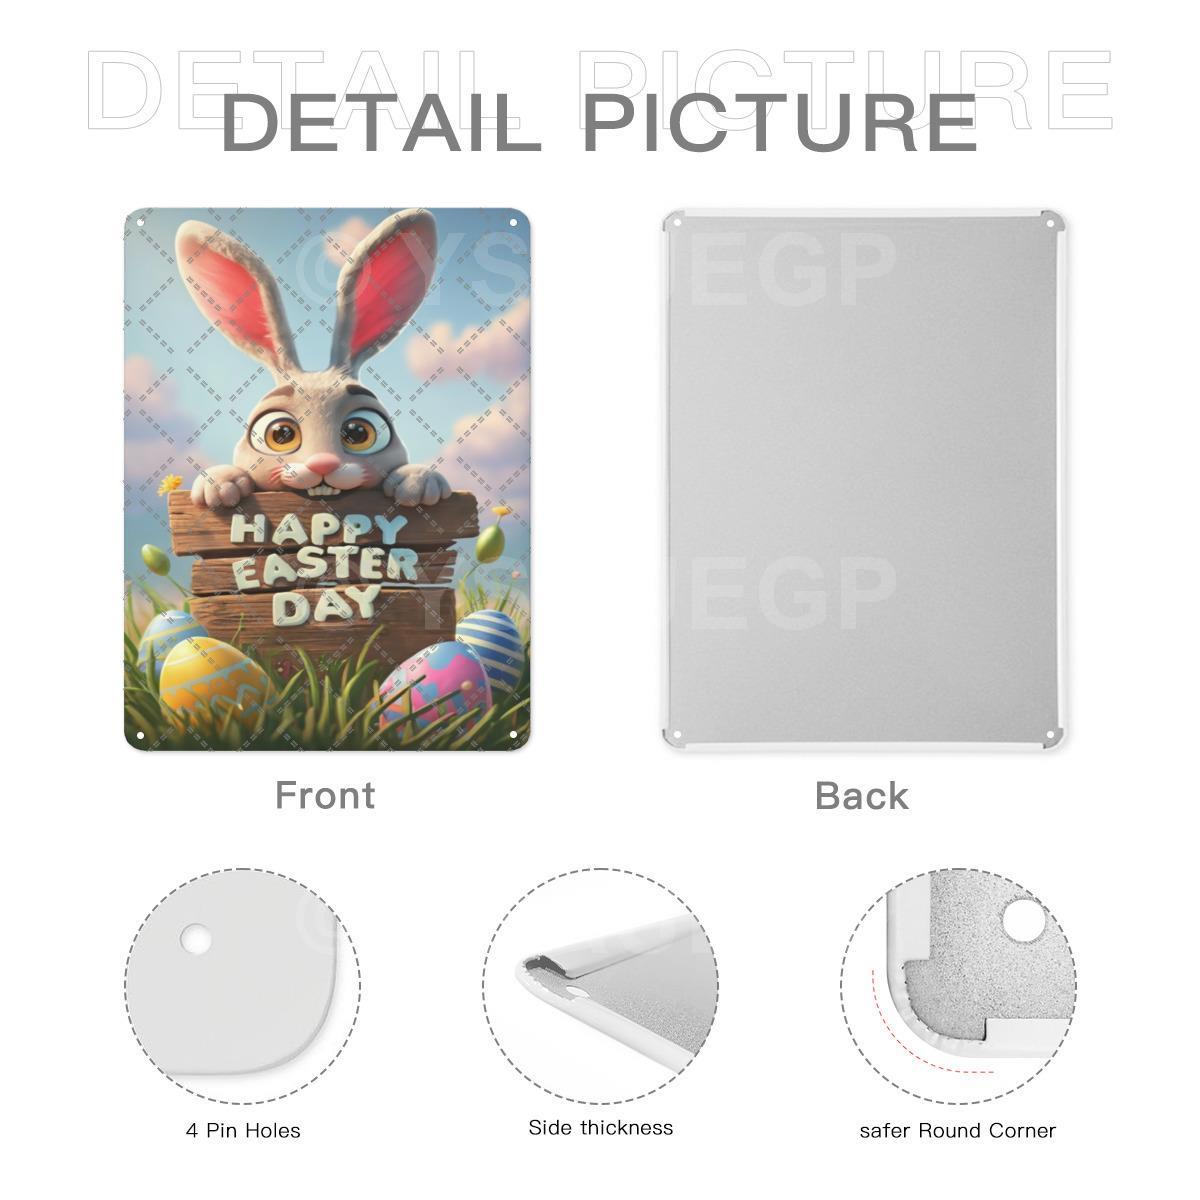 DETAIL PICTURE
DETAIL PICTURE
HAPPY
EASTER
DAY
Front
Back
4 Pin Holes
Side thickness
safer Round Corner